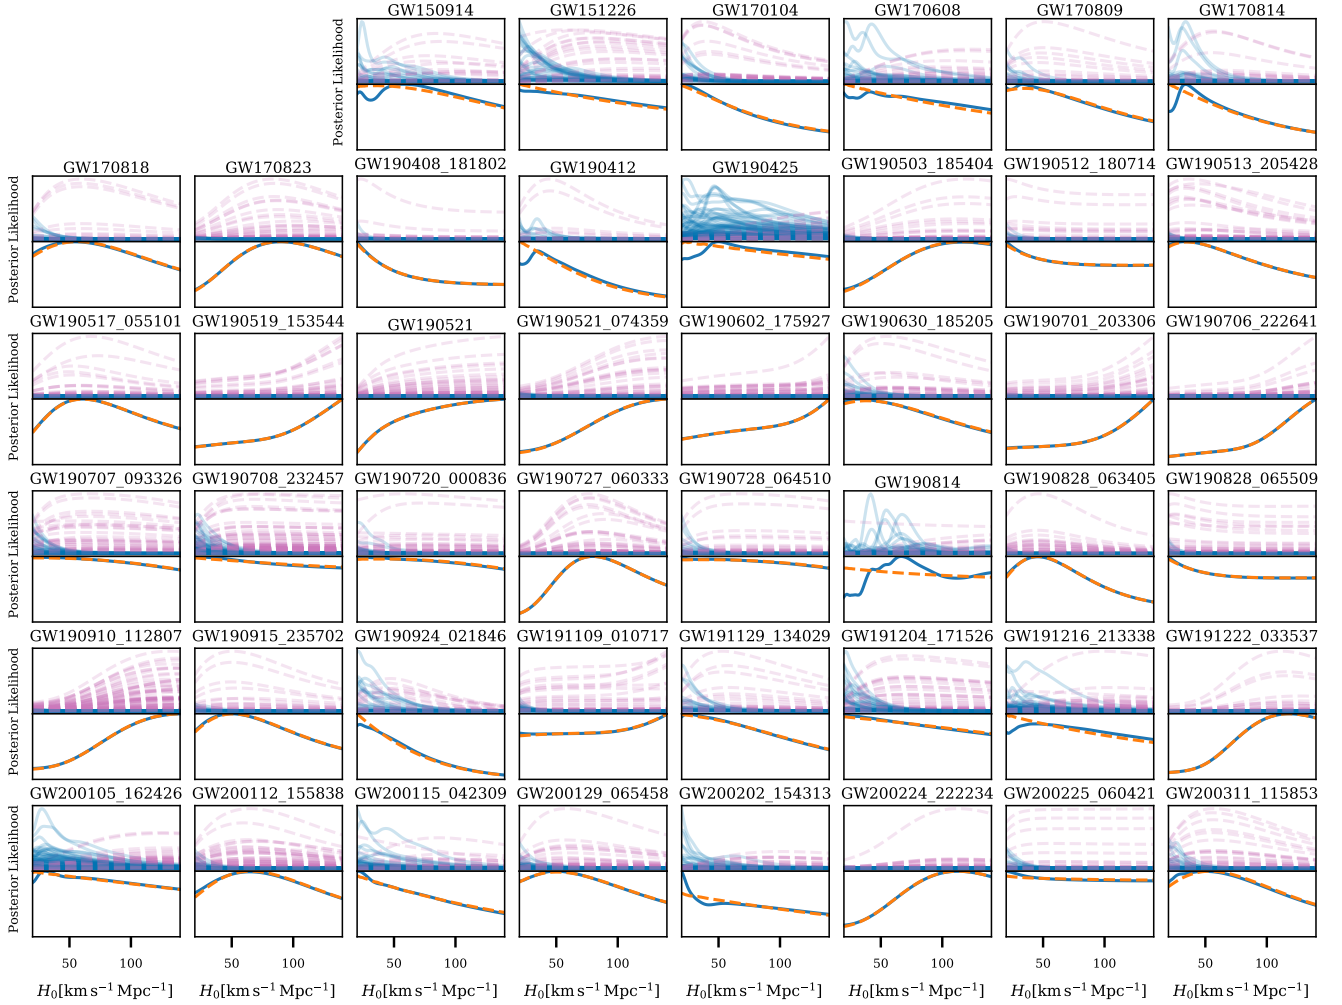 GW150914 GW151226 GW170104 GW170608 GW170809 GW170814
Posterior Likelihood
GW170818 GW170823 GW190408_181802 GW190412 GW190425 GW190503_185404 GW190512_180714 GW190513_205428
Posterior Likelihood
GW190517_055101 GW190519_153544 GW190521 GW190521_074359 GW190602_175927 GW190630_185205 GW190701_203306 GW190706_222641
Posterior Likelihood
GW190707_093326 GW190708_232457 GW190720_000836 GW190727_060333 GW190728_064510 GW190814 GW190828_063405 GW190828_065509
Posterior Likelihood
GW190910_112807 GW190915_235702 GW190924_021846 GW191109_010717 GW191129_134029 GW191204_171526 GW191216_213338 GW191222_033537
Posterior Likelihood
GW200105_162426 GW200112_155838 GW200115_042309 GW200129_065458 GW200202_154313 GW200224_222234 GW200225_060421 GW200311_115853
Posterior Likelihood
50 100 50 100 50 100 50 100 50 100 50 100 50 100 50 100
H₀[km s⁻¹ Mpc⁻¹] H₀[km s⁻¹ Mpc⁻¹] H₀[km s⁻¹ Mpc⁻¹] H₀[km s⁻¹ Mpc⁻¹] H₀[km s⁻¹ Mpc⁻¹] H₀[km s⁻¹ Mpc⁻¹] H₀[km s⁻¹ Mpc⁻¹] H₀[km s⁻¹ Mpc⁻¹]